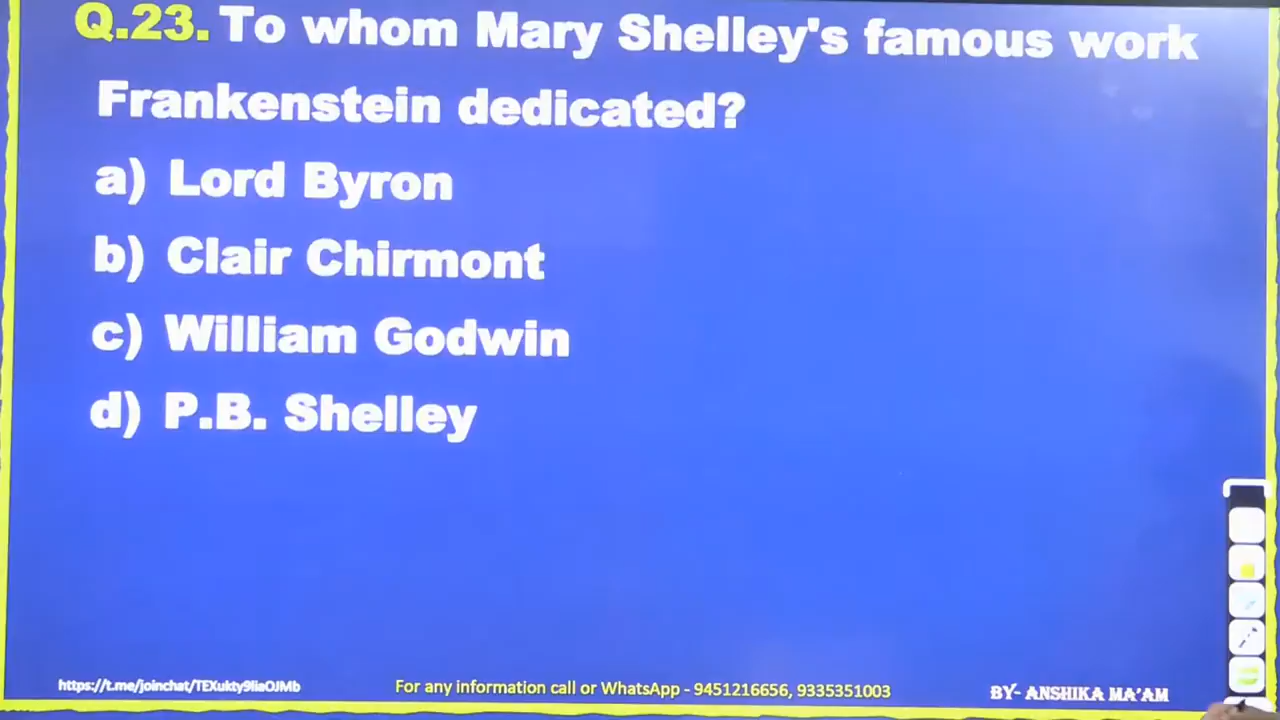 Q.23. To whom Mary Shelley's famous work
Frankenstein dedicated?
a) Lord Byron
b) Clair Chirmont
c) William Godwin
d) P.B. Shelley
https://t.me/joinchat/TEXukty9liaOJMb
For any information call or WhatsApp - 9451216656, 9335351003
BY- ANSHIKA MA'AM